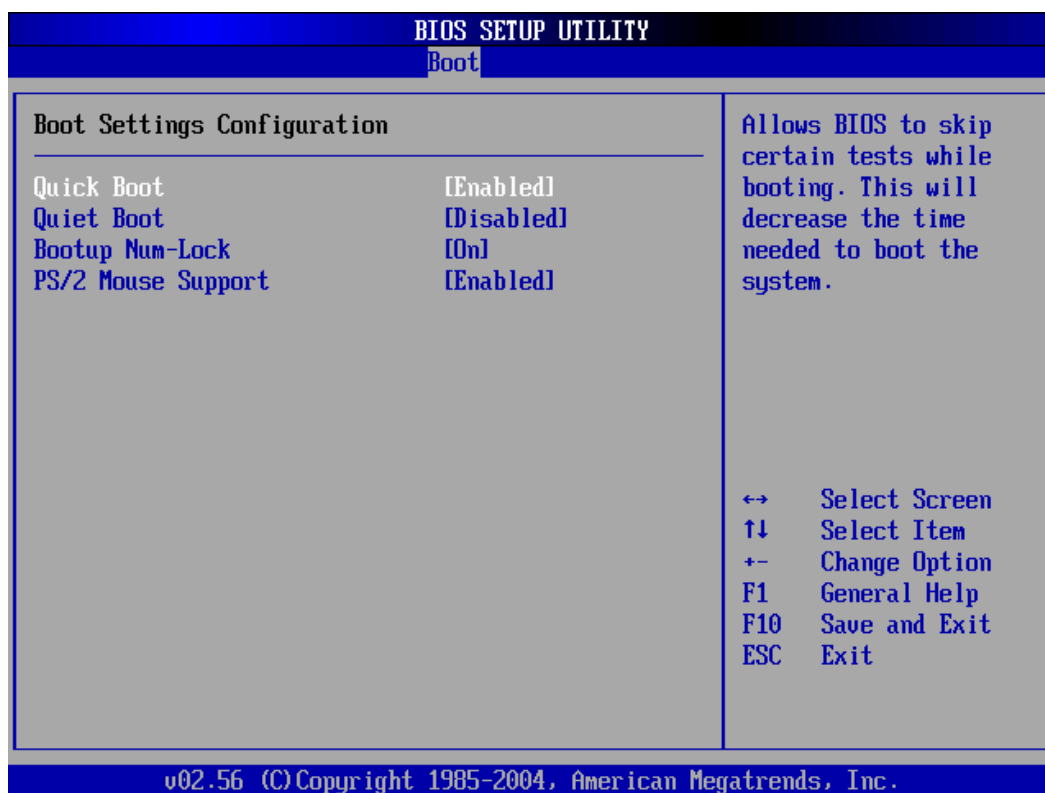 BIOS SETUP UTILITY
Boot
Boot Settings Configuration
Quick Boot [Enabled]
Quiet Boot [Disabled]
Bootup Num-Lock [On]
PS/2 Mouse Support [Enabled]
Allows BIOS to skip
certain tests while
booting. This will
decrease the time
needed to boot the
system.
←→ Select Screen
↑↓ Select Item
+- Change Option
F1 General Help
F10 Save and Exit
ESC Exit
v02.56 (C)Copyright 1985-2004, American Megatrends, Inc.